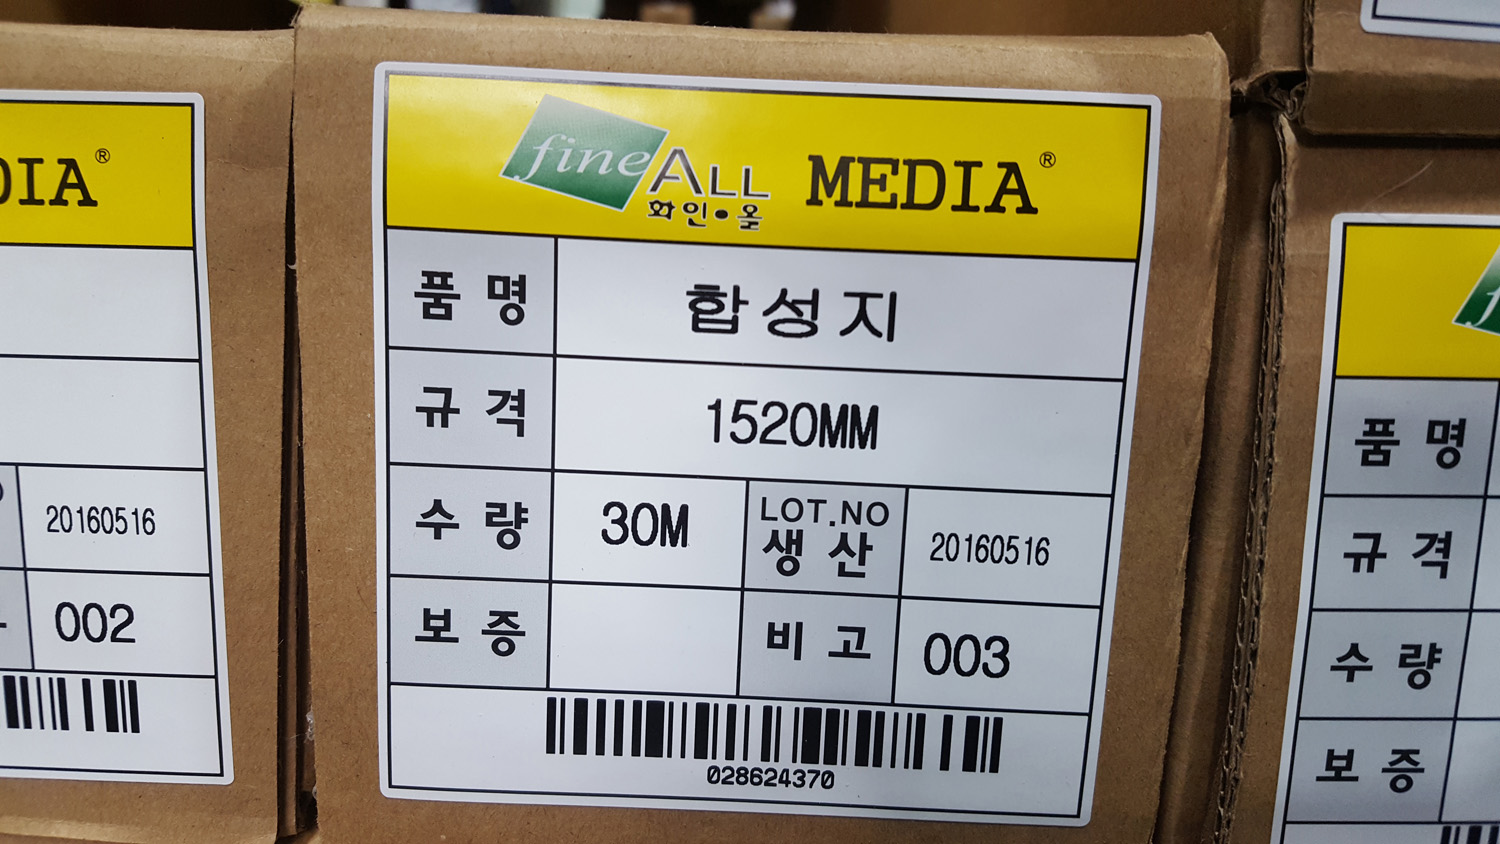 fine ALL MEDIA®
화인•올
품 명 합성지
규 격 1520MM
수 량 30M LOT.NO 생 산 20160516
보 증 비 고 003
028624370
DIA®
20160516
002
품 명
규 격
수 량
보 증